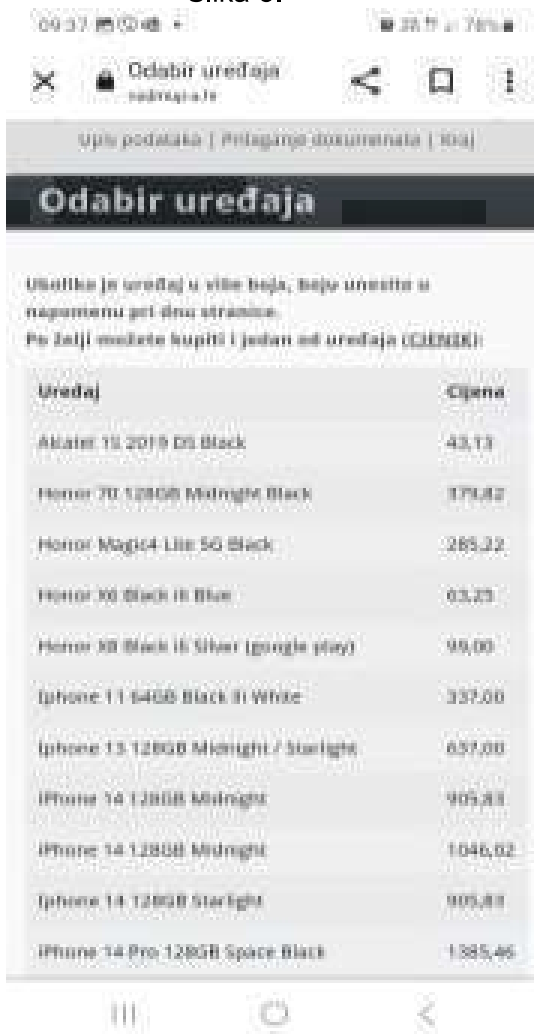 09:37
78%
Odabir uređaja
Upis podataka | Prilaganje dokumenata | Kraj
Odabir uređaja
Ukoliko je uređaj u više boja, boju unesite u
napomenu pri dnu stranice.
Po želji možete kupiti i jedan od uređaja (CJENIK):
Uređaj Cijena
Alcatel 1S 2019 DS Black 43,13
Honor 70 128GB Midnight Black 379,82
Honor Magic4 Lite 5G Black 285,22
Honor X6 Black ili Blue 63,25
Honor X8 Black ili Silver (google play) 99,00
Iphone 11 64GB Black ili White 337,00
Iphone 13 128GB Midnight / Starlight 637,00
iPhone 14 128GB Midnight 905,83
iPhone 14 128GB Midnight 1046,02
Iphone 14 128GB Starlight 905,83
iPhone 14 Pro 128GB Space Black 1385,46